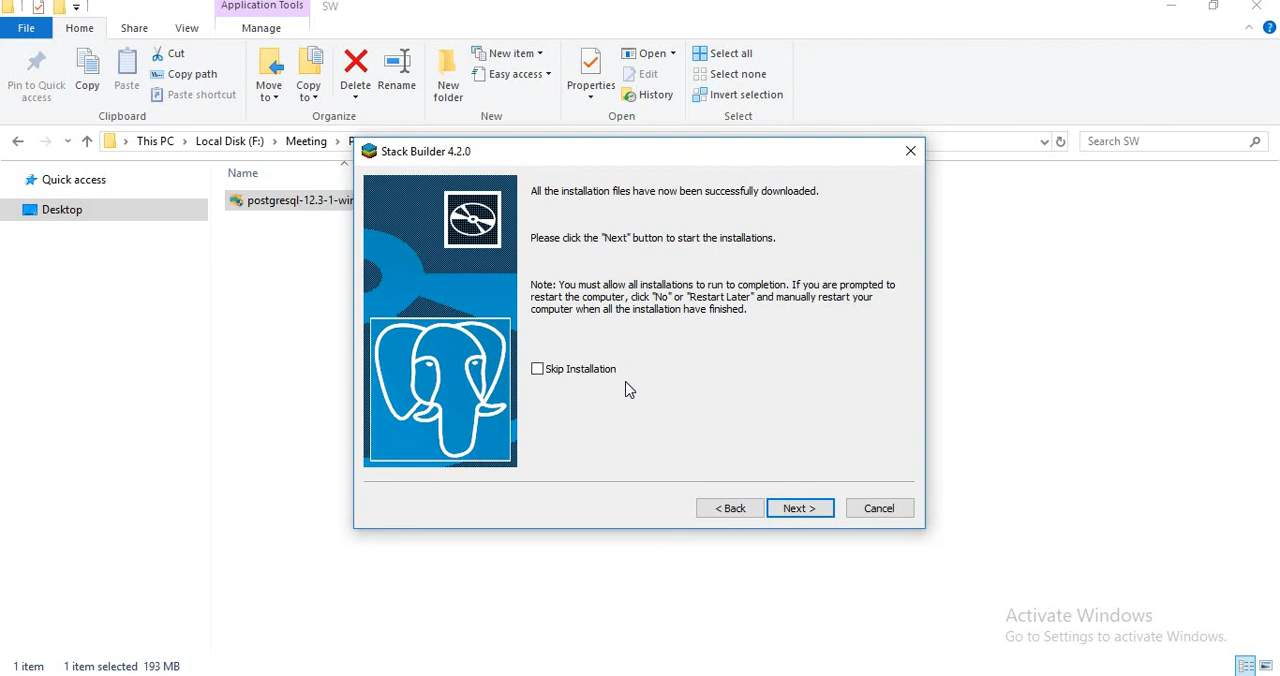 Application Tools SW
File Home Share View Manage
Pin to Quick access
Copy
Paste
Cut
Copy path
Paste shortcut
Clipboard
Move to
Copy to
Delete
Rename
Organize
New folder
New item
Easy access
New
Properties
Open
Edit
History
Open
Select all
Select none
Invert selection
Select
This PC > Local Disk (F:) > Meeting >
Search SW
Quick access
Desktop
Name
postgresql-12.3-1-wi
Stack Builder 4.2.0
All the installation files have now been successfully downloaded.
Please click the "Next" button to start the installations.
Note: You must allow all installations to run to completion. If you are prompted to
restart the computer, click "No" or "Restart Later" and manually restart your
computer when all the installation have finished.
Skip Installation
< Back Next > Cancel
Activate Windows
Go to Settings to activate Windows.
1 item 1 item selected 193 MB